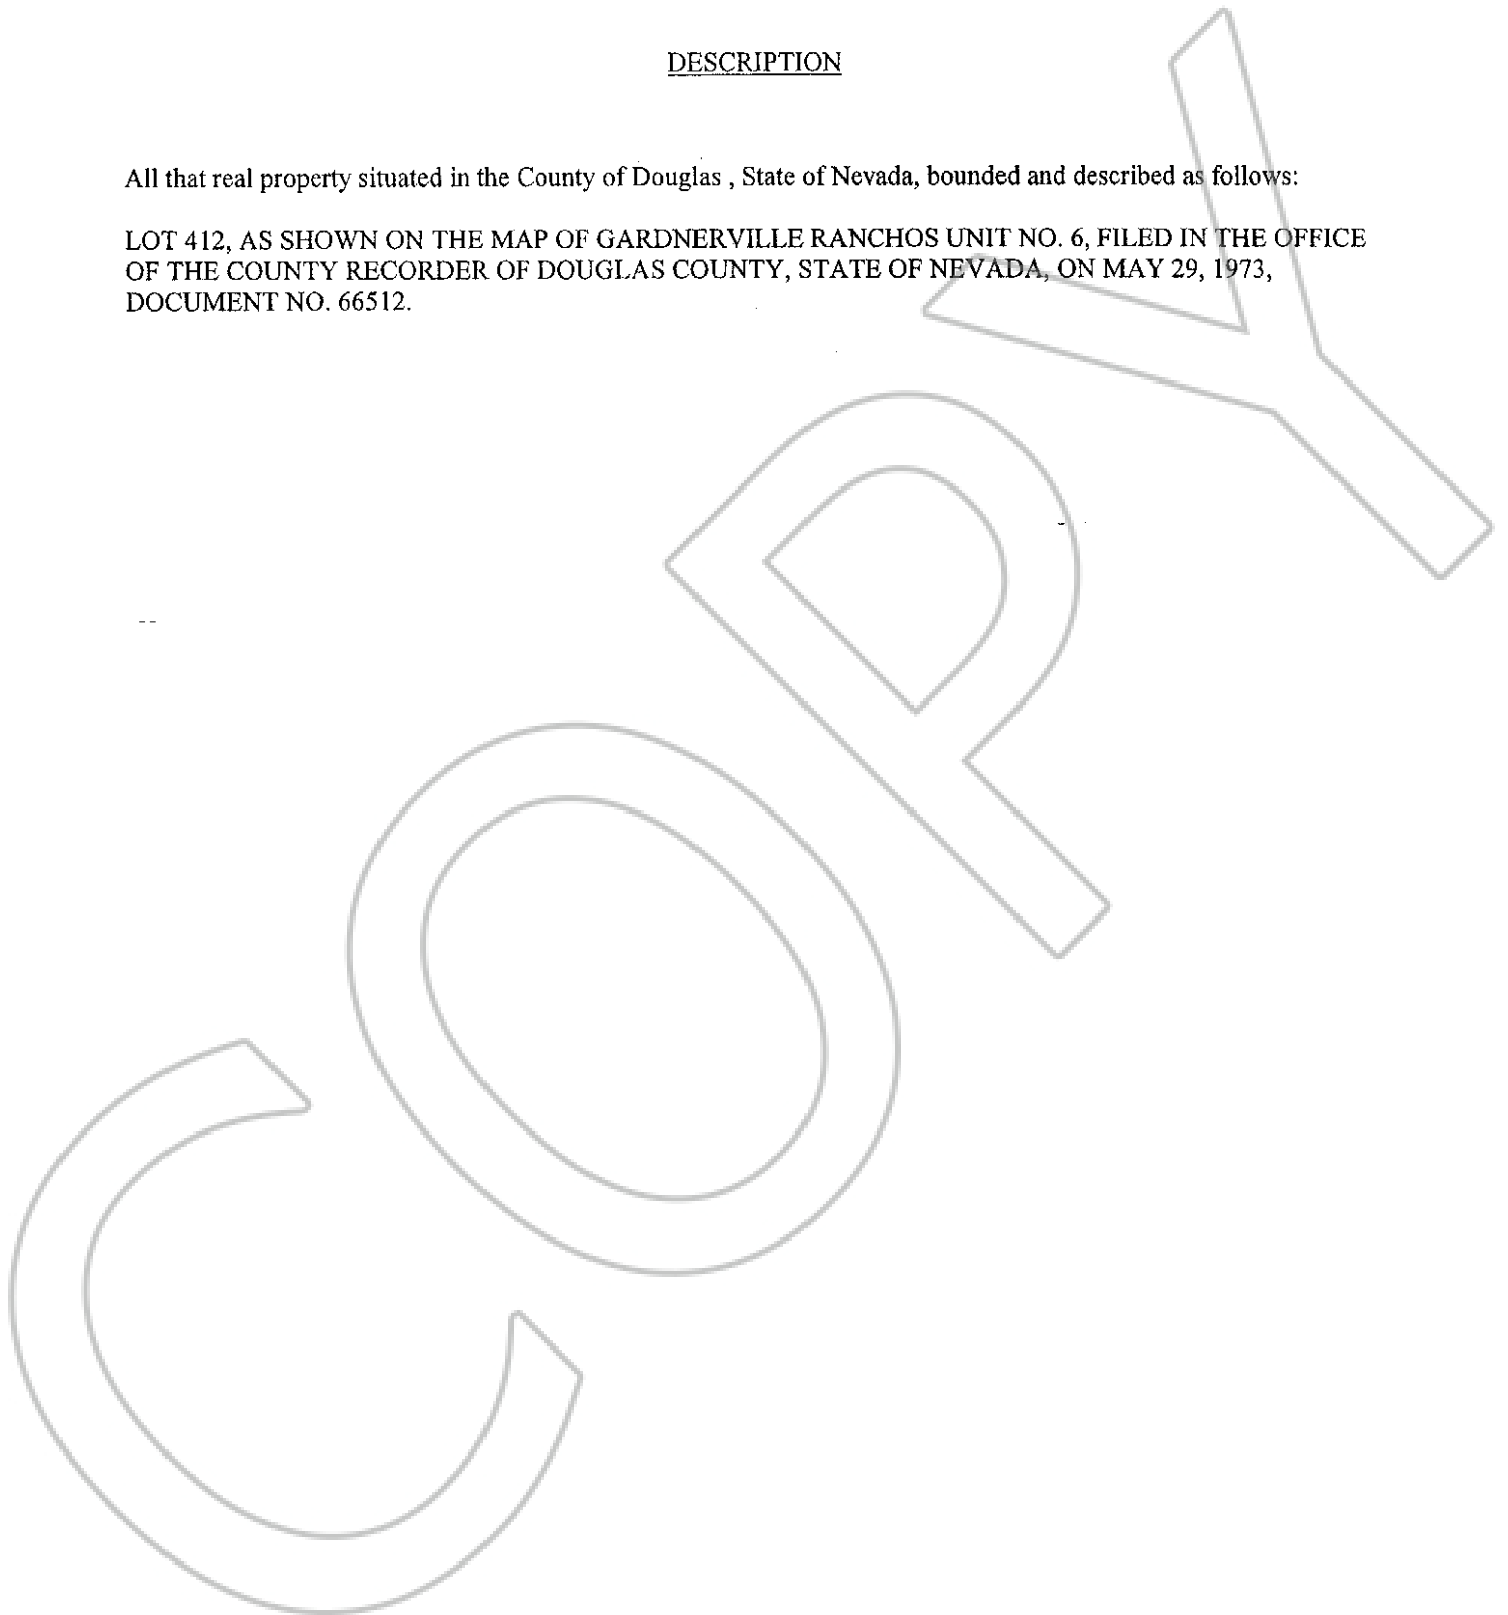 DESCRIPTION
All that real property situated in the County of Douglas , State of Nevada, bounded and described as follows:
LOT 412, AS SHOWN ON THE MAP OF GARDNERVILLE RANCHOS UNIT NO. 6, FILED IN THE OFFICE
OF THE COUNTY RECORDER OF DOUGLAS COUNTY, STATE OF NEVADA, ON MAY 29, 1973,
DOCUMENT NO. 66512.
COPY